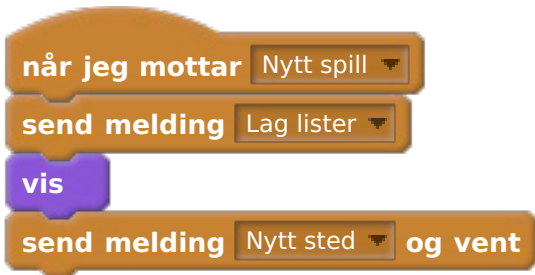 når jeg mottar Nytt spill
send melding Lag lister
vis
send melding Nytt sted og vent